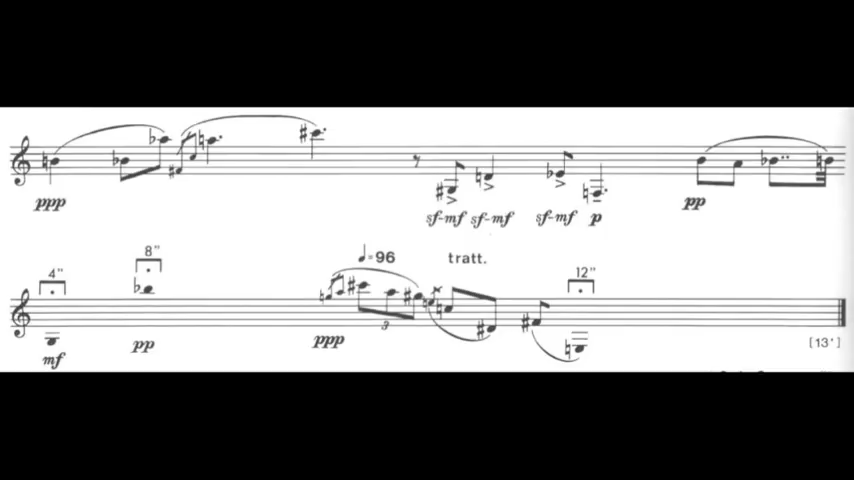 ppp sf-mf sf-mf sf-mf p pp
4" 8" ♩=96 tratt. 12"
3
mf pp ppp [13']